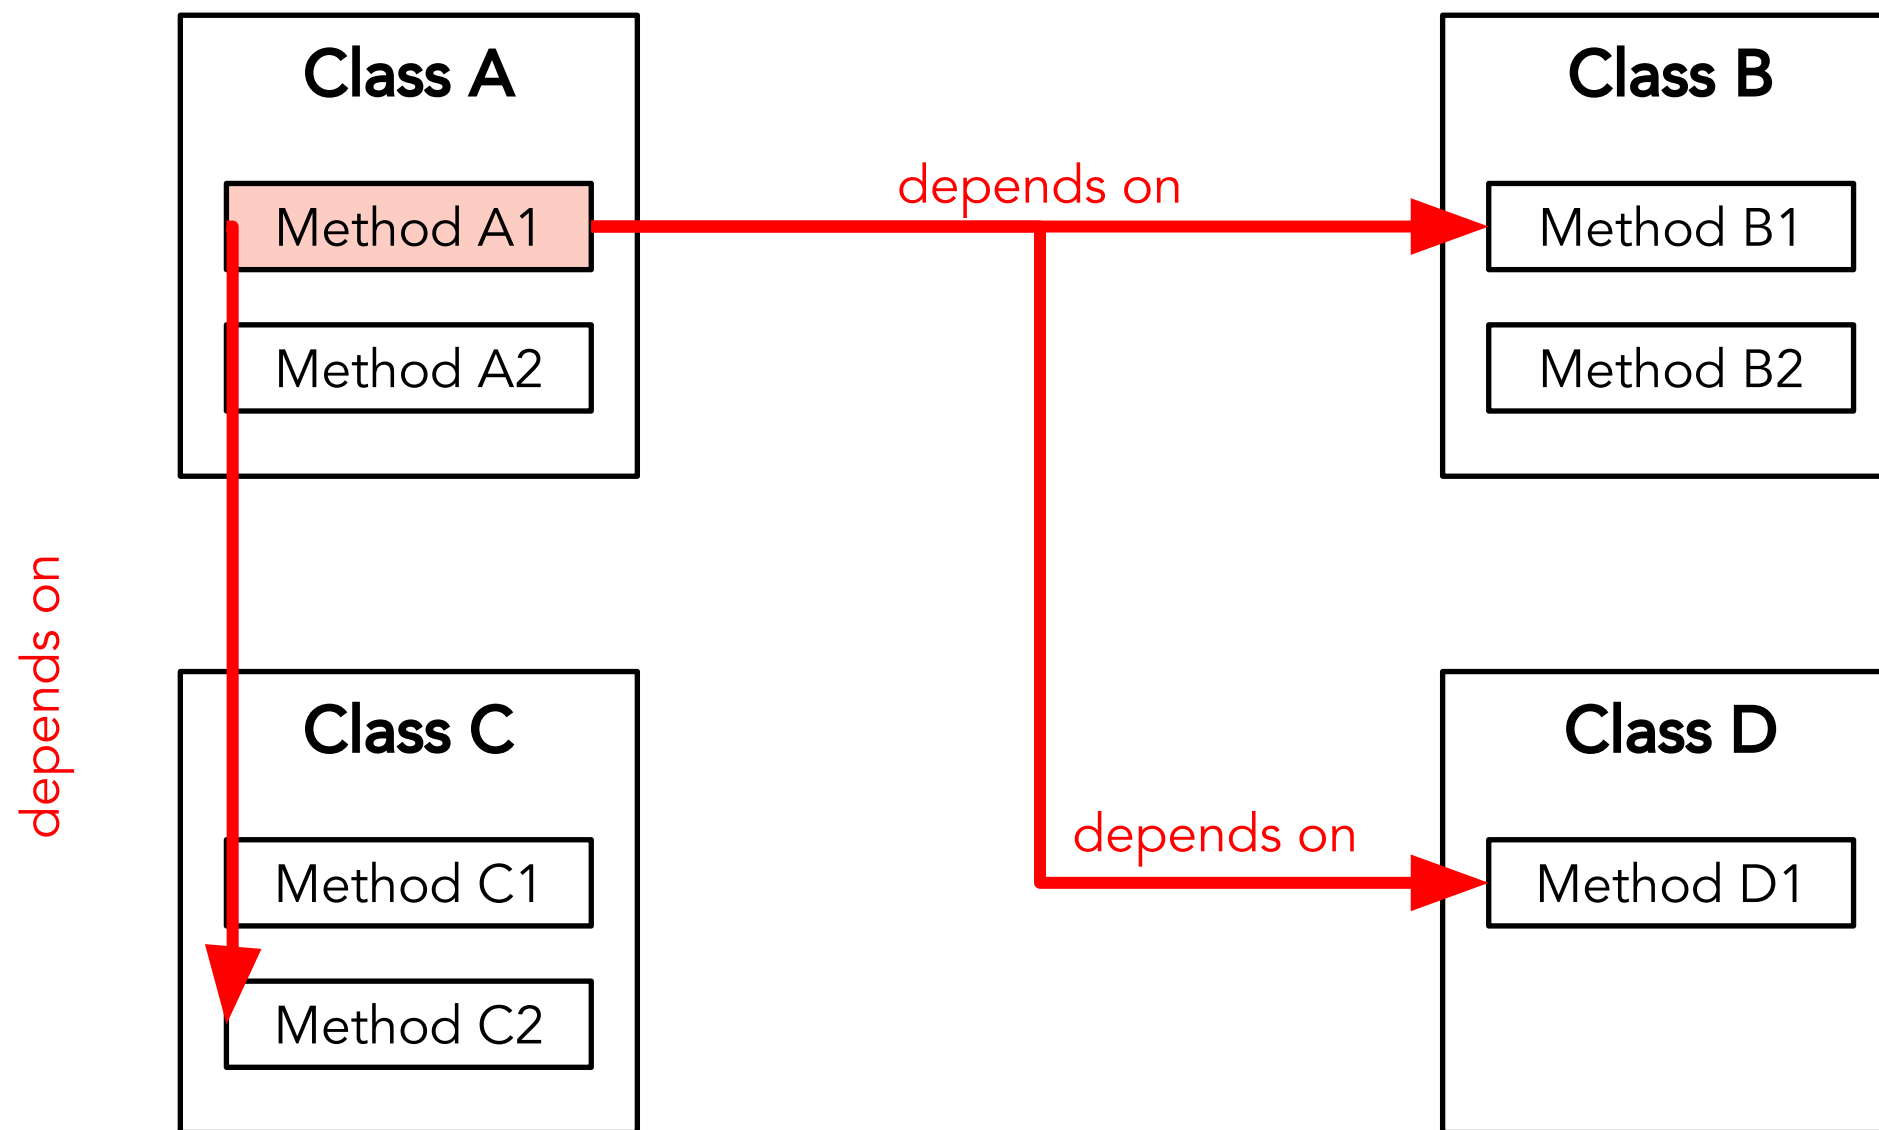 Class A
Method A1
Method A2
depends on
Class B
Method B1
Method B2
depends on
Class C
Method C1
Method C2
depends on
Class D
Method D1